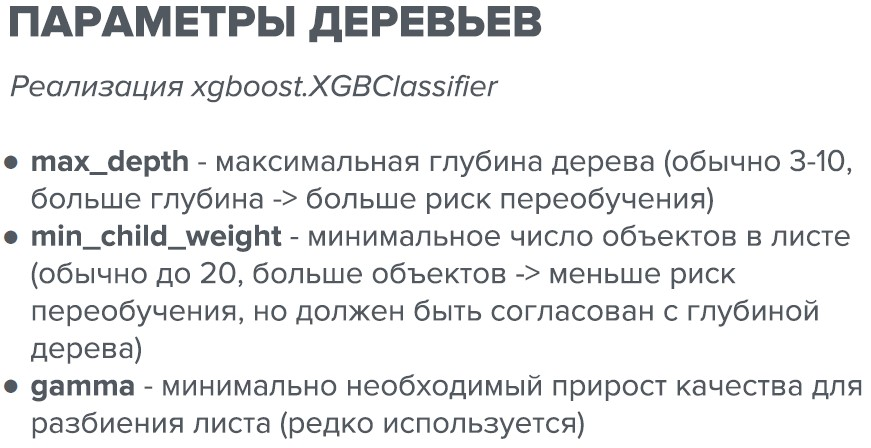 ПАРАМЕТРЫ ДЕРЕВЬЕВ
Реализация xgboost.XGBClassifier
• max_depth - максимальная глубина дерева (обычно 3-10,
больше глубина -> больше риск переобучения)
• min_child_weight - минимальное число объектов в листе
(обычно до 20, больше объектов -> меньше риск
переобучения, но должен быть согласован с глубиной
дерева)
• gamma - минимально необходимый прирост качества для
разбиения листа (редко используется)